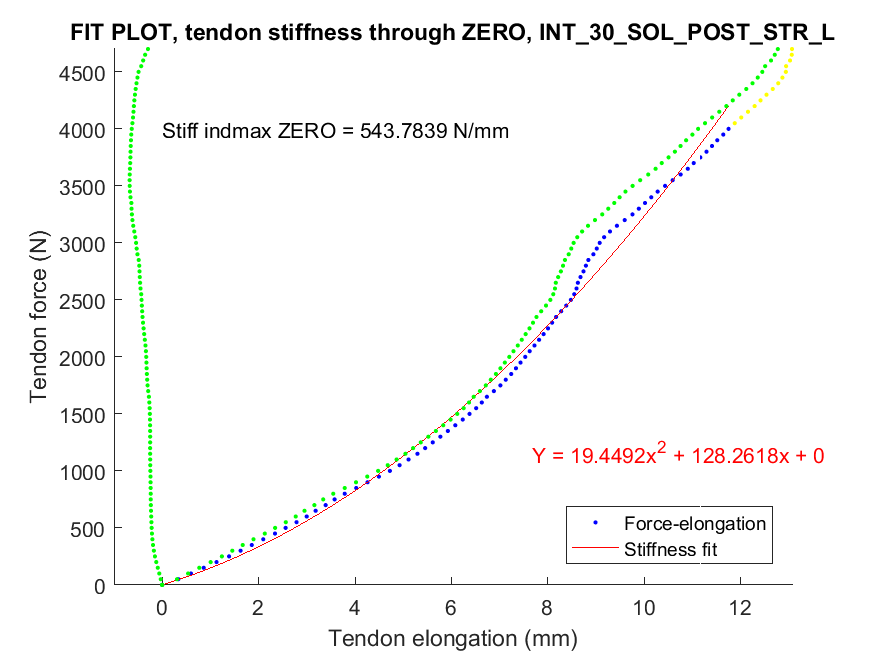 FIT PLOT, tendon stiffness through ZERO, INT_30_SOL_POST_STR_L
4500
Stiff indmax ZERO = 543.7839 N/mm
4000
3500
3000
2500
2000
1500
1000
500
0
Tendon force (N)
Y = 19.4492x² + 128.2618x + 0
Force-elongation
Stiffness fit
0 2 4 6 8 10 12
Tendon elongation (mm)